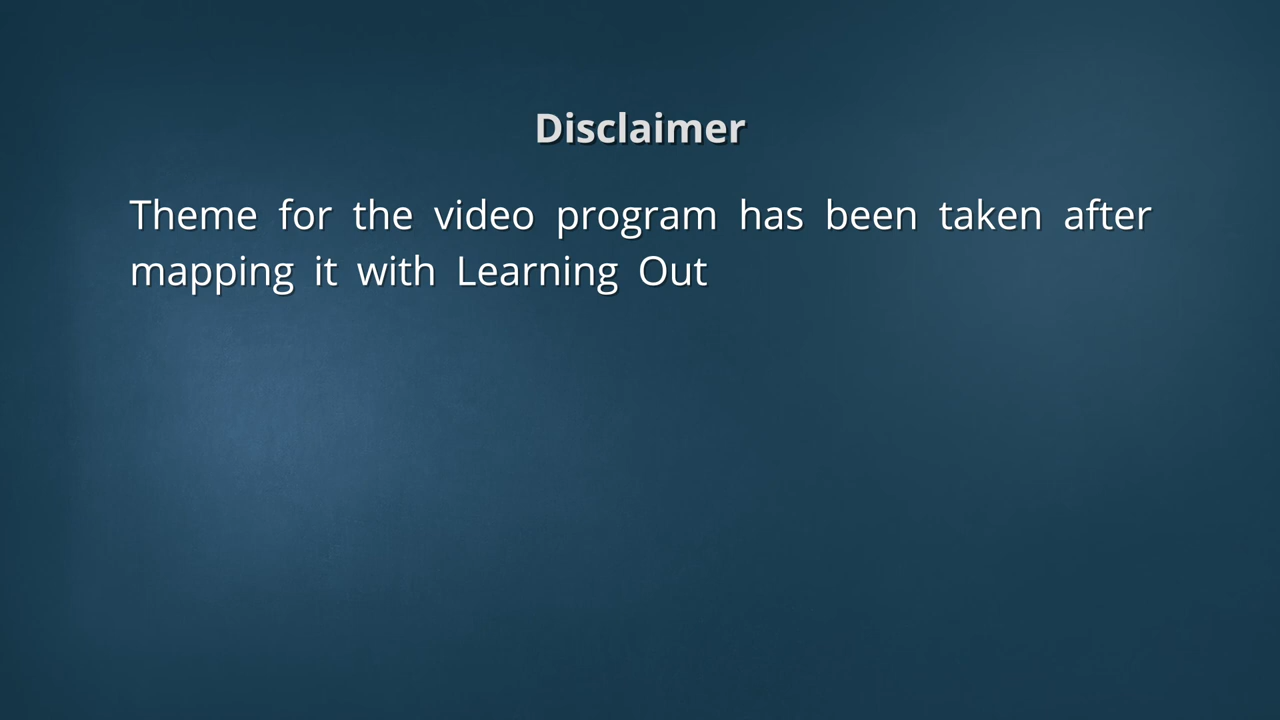 Disclaimer
Theme for the video program has been taken after
mapping it with Learning Out